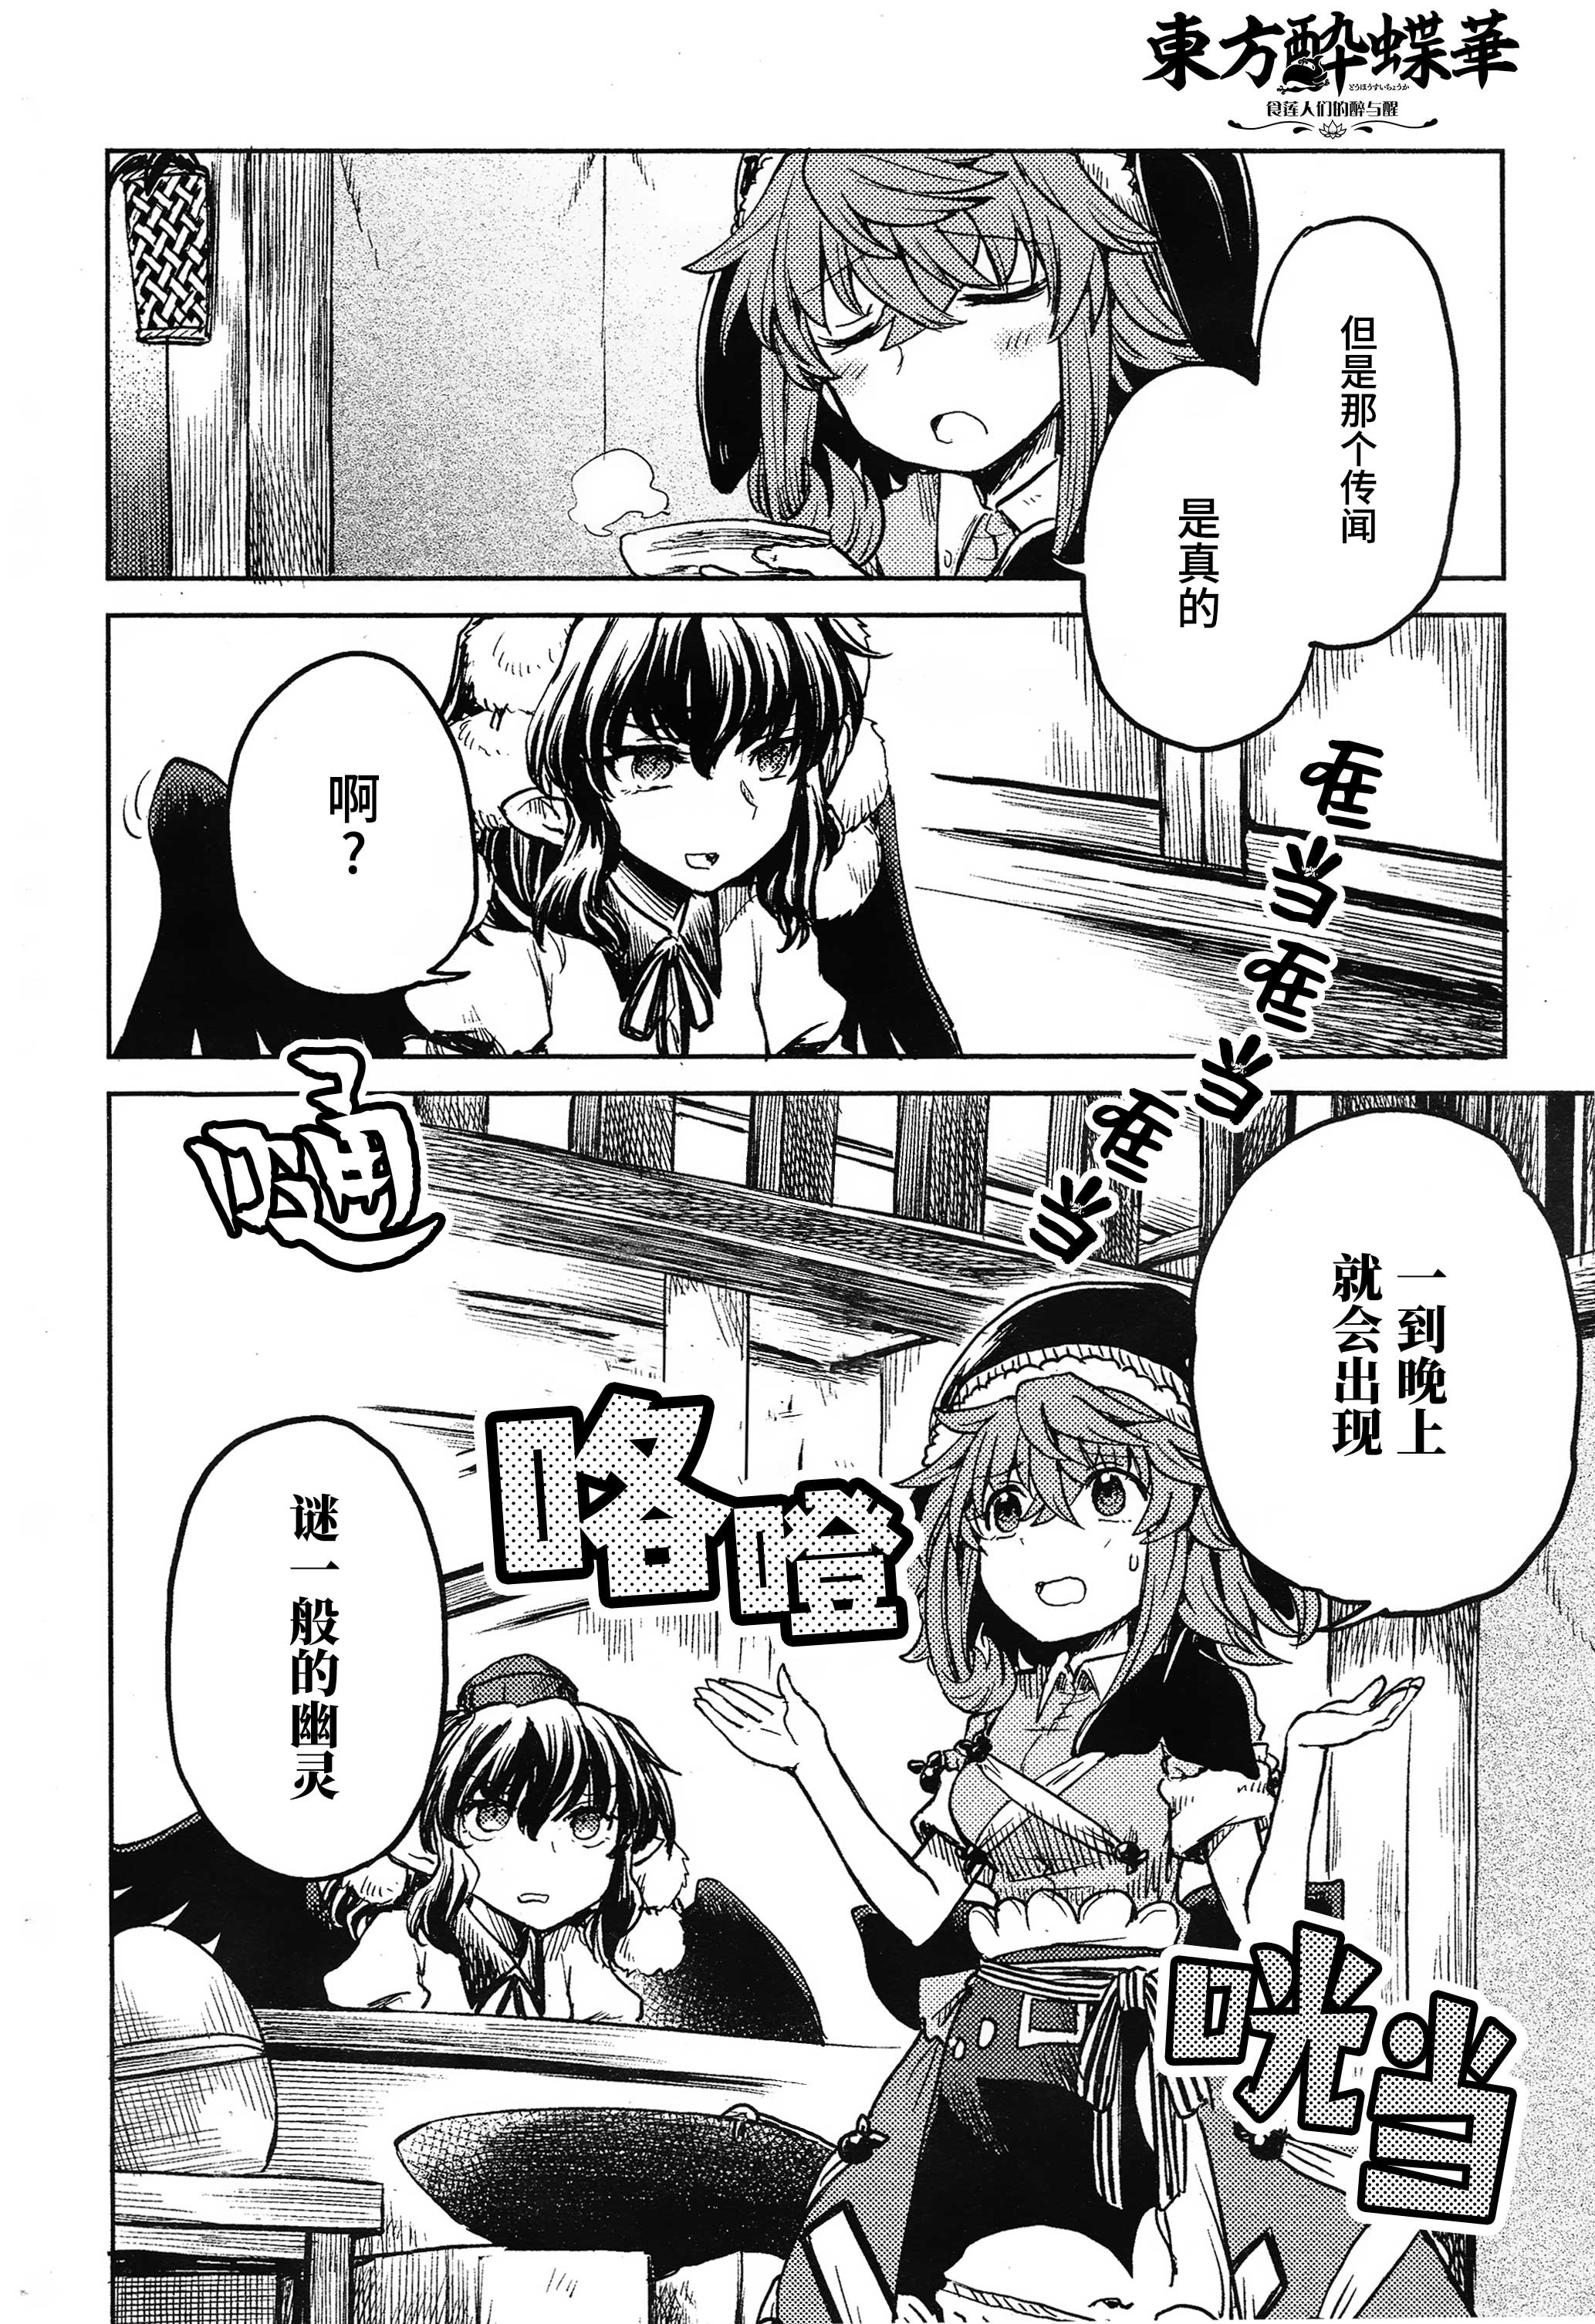 東方酔蝶華
とうほうすいちょうか
食莲人们的醉与醒
但是那个传闻
是真的
啊？
哐当哐当哐当
嗵
一到晚上
就会出现
咯噔
谜一般的幽灵
咣当